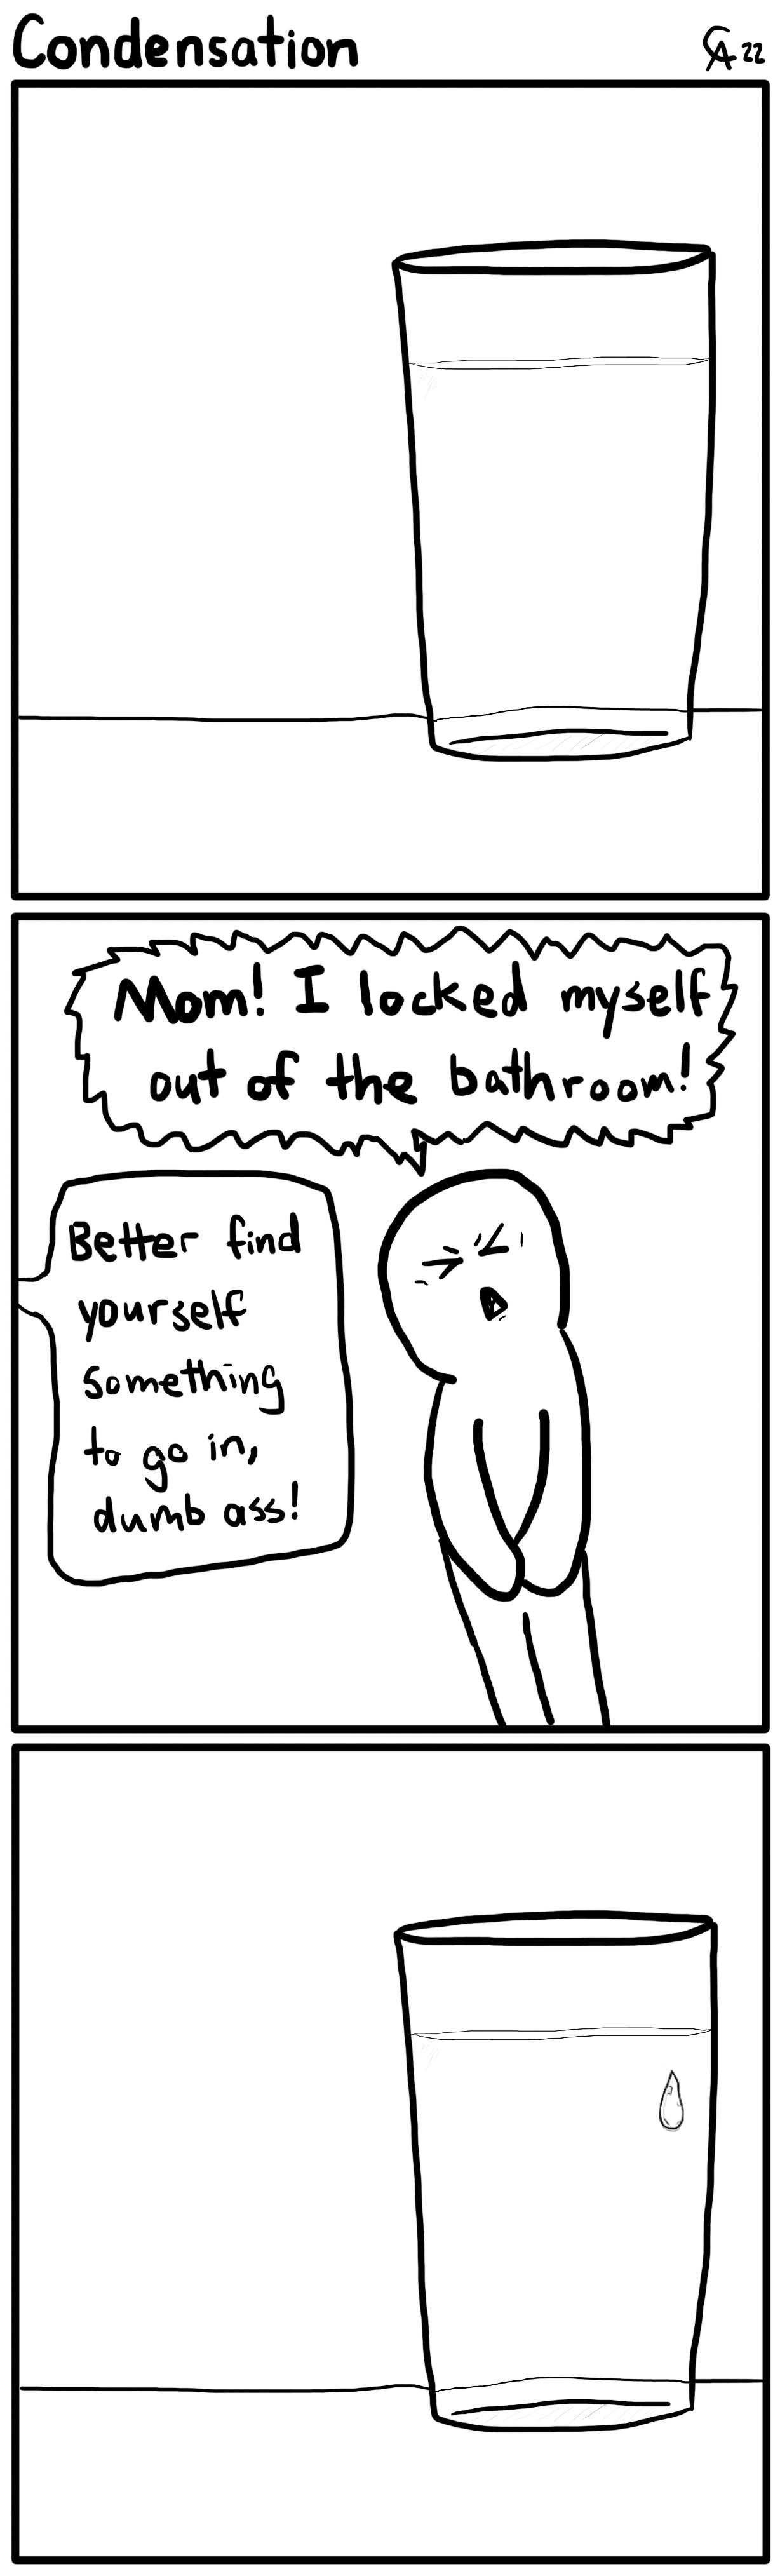 Condensation
CA 22
Mom! I locked myself
out of the bathroom!
Better find
yourself
something
to go in,
dumb ass!